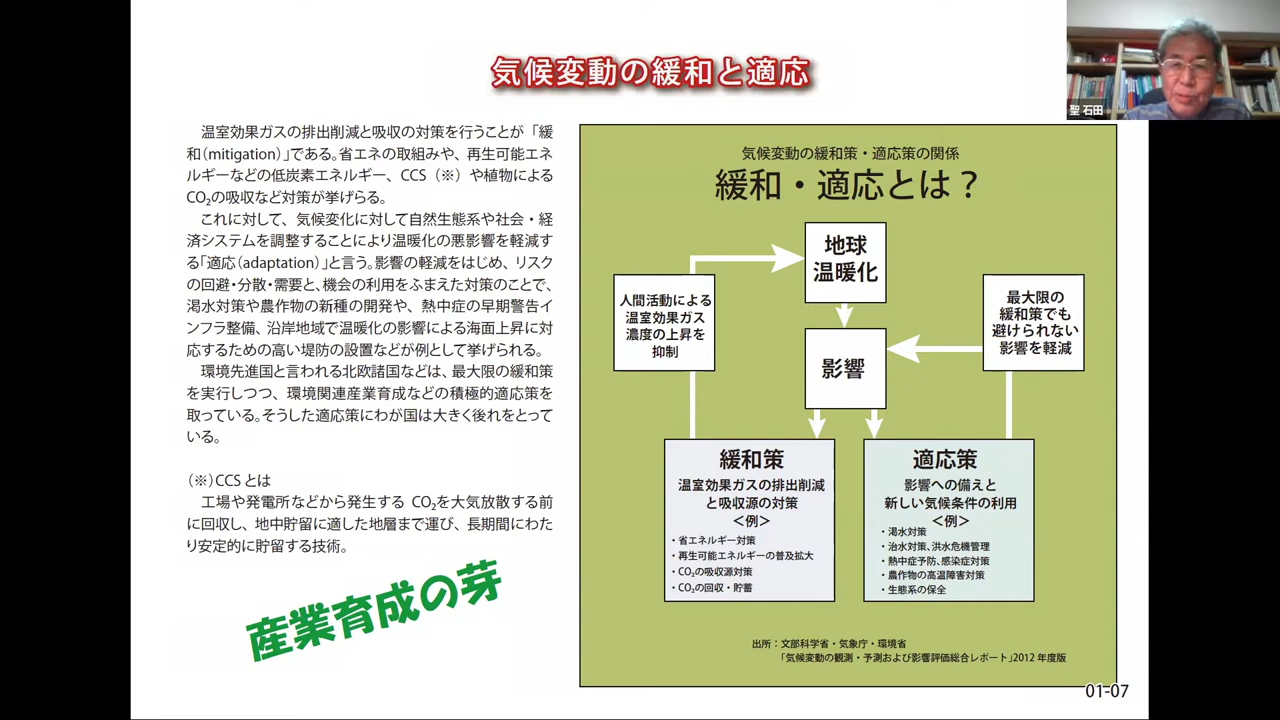 気候変動の緩和と適応
聖 石田
温室効果ガスの排出削減と吸収の対策を行うことが「緩
和（mitigation）」である。省エネの取組みや、再生可能エネ
ルギーなどの低炭素エネルギー、CCS（※）や植物による
CO₂の吸収など対策が挙げらる。
これに対して、気候変化に対して自然生態系や社会・経
済システムを調整することにより温暖化の悪影響を軽減す
る「適応（adaptation）」と言う。影響の軽減をはじめ、リスク
の回避・分散・需要と、機会の利用をふまえた対策のことで、
渇水対策や農作物の新種の開発や、熱中症の早期警告イ
ンフラ整備、沿岸地域で温暖化の影響による海面上昇に対
応するための高い堤防の設置などが例として挙げられる。
環境先進国と言われる北欧諸国などは、最大限の緩和策
を実行しつつ、環境関連産業育成などの積極的適応策を
取っている。そうした適応策にわが国は大きく後れをとって
いる。
（※）CCSとは
工場や発電所などから発生する CO₂を大気放散する前
に回収し、地中貯留に適した地層まで運び、長期間にわた
り安定的に貯留する技術。
産業育成の芽
気候変動の緩和策・適応策の関係
緩和・適応とは？
地球
温暖化
人間活動による
温室効果ガス
濃度の上昇を
抑制
最大限の
緩和策でも
避けられない
影響を軽減
影響
緩和策
温室効果ガスの排出削減
と吸収源の対策
＜例＞
・省エネルギー対策
・再生可能エネルギーの普及拡大
・CO₂の吸収源対策
・CO₂の回収・貯蓄
適応策
影響への備えと
新しい気候条件の利用
＜例＞
・渇水対策
・治水対策、洪水危機管理
・熱中症予防、感染症対策
・農作物の高温障害対策
・生態系の保全
出所：文部科学省・気象庁・環境省
「気候変動の観測・予測および影響評価総合レポート」2012 年度版
01-07